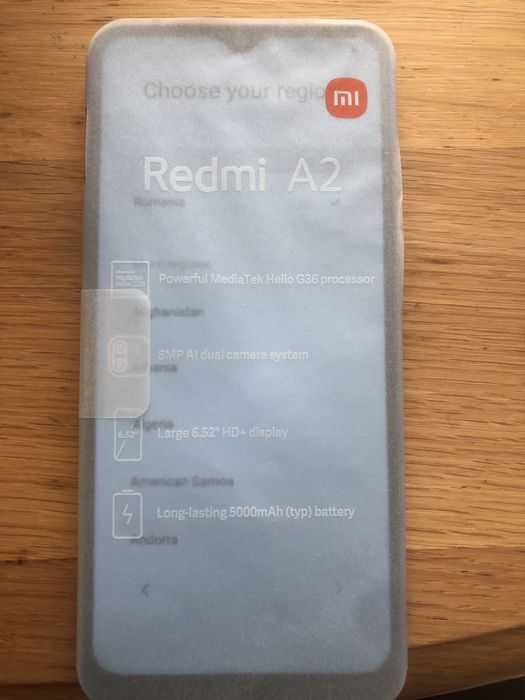 Choose your regio
mi
Redmi A2
Romania
Powerful MediaTek Helio G36 processor
Afghanistan
8MP AI dual camera system
Algeria
6.52"
Large 6.52" HD+ display
American Samoa
Long-lasting 5000mAh (typ) battery
Andorra